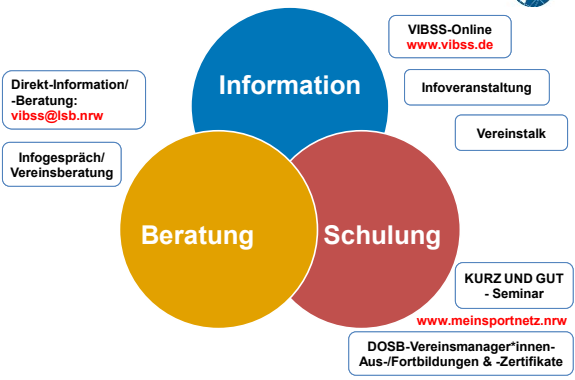 VIBSS-Online
www.vibss.de
Information
Direkt-Information/
-Beratung:
vibss@lsb.nrw
Infoveranstaltung
Vereinstalk
Infogespräch/
Vereinsberatung
Beratung
Schulung
KURZ UND GUT
- Seminar
www.meinsportnetz.nrw
DOSB-Vereinsmanager*innen-
Aus-/Fortbildungen & -Zertifikate